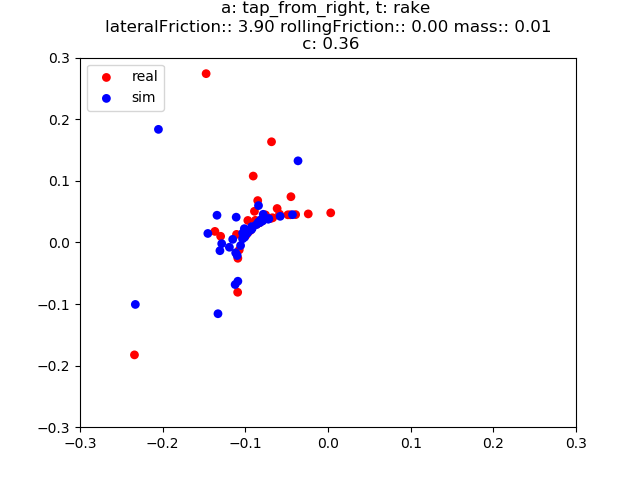 a: tap_from_right, t: rake
lateralFriction:: 3.90 rollingFriction:: 0.00 mass:: 0.01
c: 0.36
real
sim
0.3
0.2
0.1
0.0
−0.1
−0.2
−0.3
−0.3 −0.2 −0.1 0.0 0.1 0.2 0.3